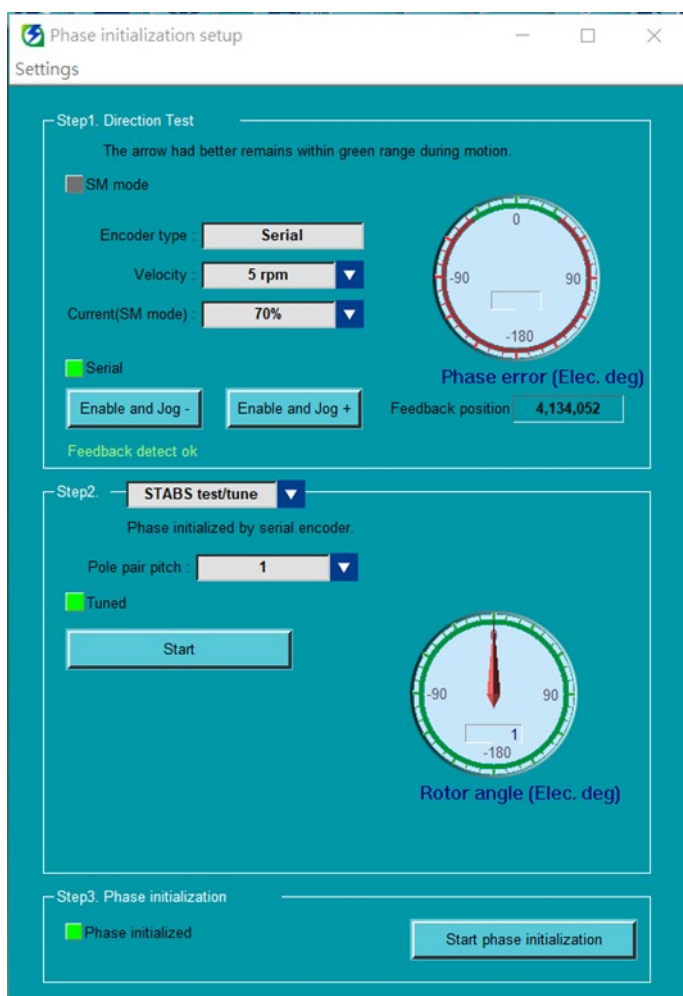 Phase initialization setup
Settings
Step1. Direction Test
The arrow had better remains within green range during motion.
SM mode
Encoder type : Serial
Velocity : 5 rpm
Current(SM mode) : 70%
0
-90 90
-180
Serial
Phase error (Elec. deg)
Enable and Jog - Enable and Jog + Feedback position 4,134,052
Feedback detect ok
Step2. STABS test/tune
Phase initialized by serial encoder.
Pole pair pitch : 1
Tuned
Start
-90 90
1
-180
Rotor angle (Elec. deg)
Step3. Phase initialization
Phase initialized
Start phase initialization